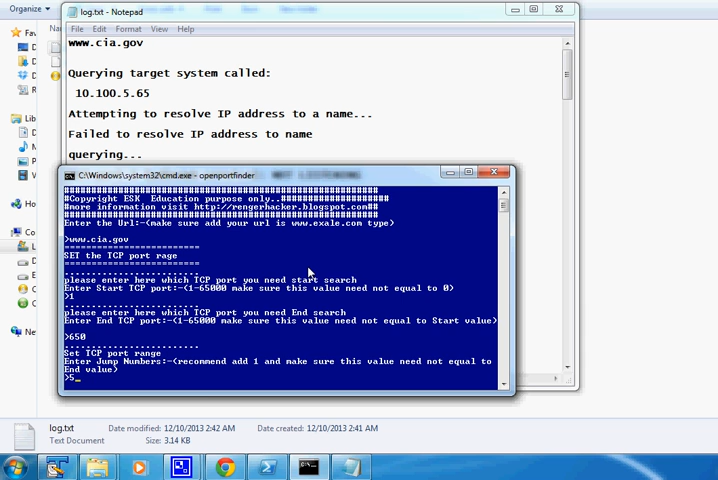 Organize
log.txt - Notepad
File Edit Format View Help
www.cia.gov
Querying target system called:
10.100.5.65
Attempting to resolve IP address to a name...
Failed to resolve IP address to name
querying...
C:\Windows\system32\cmd.exe - openportfinder
#Copyright ESK Education purpose only..####################
#more information visit http://rengerhacker.blogspot.com##
Enter the Url:-(make sure add your url is www.exale.com type)
>www.cia.gov
=========================
SET the TCP port rage
=========================
.........................
please enter here which TCP port you need start search
Enter Start TCP port:-(1-65000 make sure this value need not equal to 0)
>1
.........................
please enter here which TCP port you need End search
Enter End TCP port:-(1-65000 make sure this value need not equal to Start value)
>650
.........................
Set TCP port range
Enter Jump Numbers:-(recommend add 1 and make sure this value need not equal to
End value)
>5_
log.txt Date modified: 12/10/2013 2:42 AM Date created: 12/10/2013 2:41 AM
Text Document Size: 3.14 KB